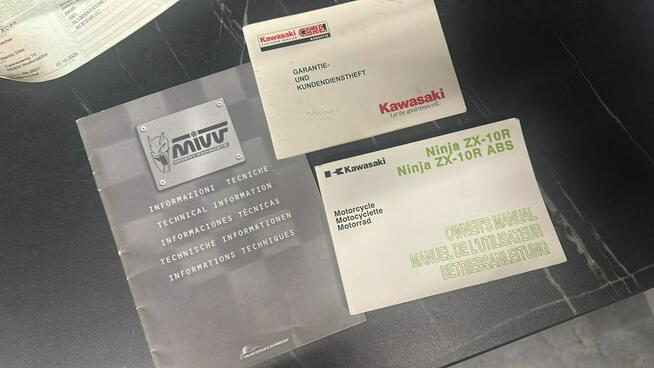 Kawasaki CARE
GARANTIE
GARANTIE-
UND
KUNDENDIENSTHEFT
Kawasaki
Let the good times roll.
MIVV
INFORMAZIONI TECNICHE
TECHNICAL INFORMATION
INFORMACIONES TÉCNICAS
TECHNISCHE INFORMATIONEN
INFORMATIONS TECHNIQUES
Kawasaki
Ninja ZX-10R
Ninja ZX-10R ABS
Motorcycle
Motocyclette
Motorrad
OWNER'S MANUAL
MANUEL DE L'UTILISATEUR
BETRIEBSANLEITUNG